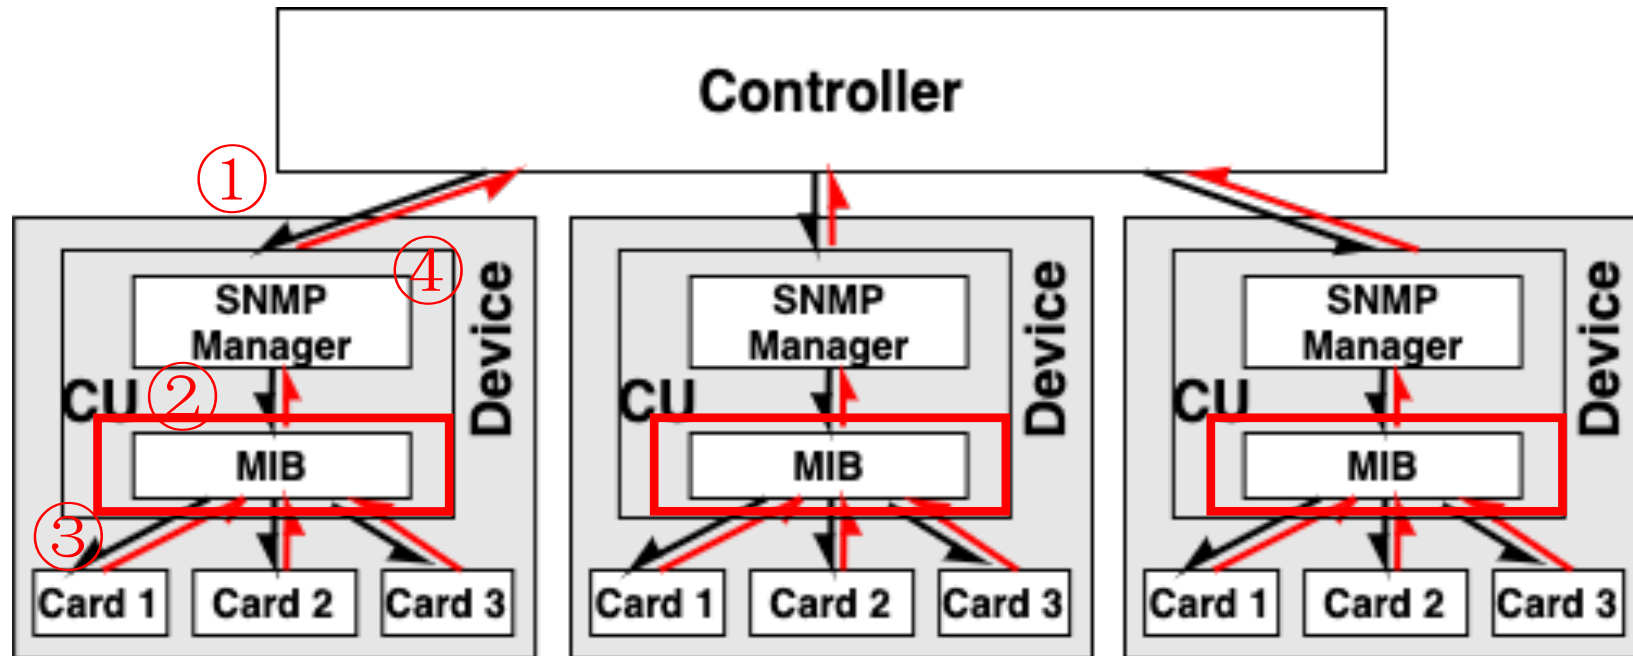 Controller
①
④
SNMP
Manager
CU
②
Device
MIB
③
Card 1
Card 2
Card 3
SNMP
Manager
CU
Device
MIB
Card 1
Card 2
Card 3
SNMP
Manager
CU
Device
MIB
Card 1
Card 2
Card 3